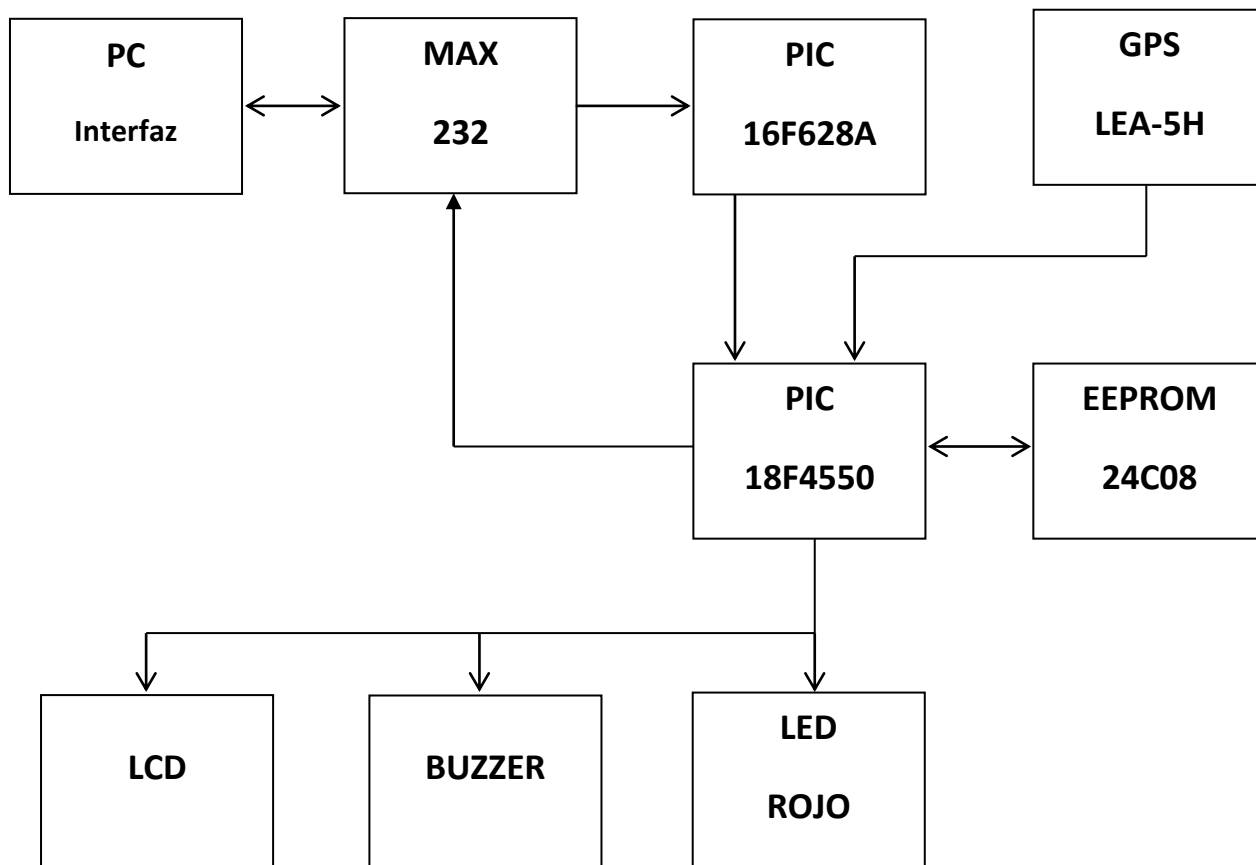 PC
Interfaz
MAX
232
PIC
16F628A
GPS
LEA-5H
PIC
18F4550
EEPROM
24C08
LCD
BUZZER
LED
ROJO